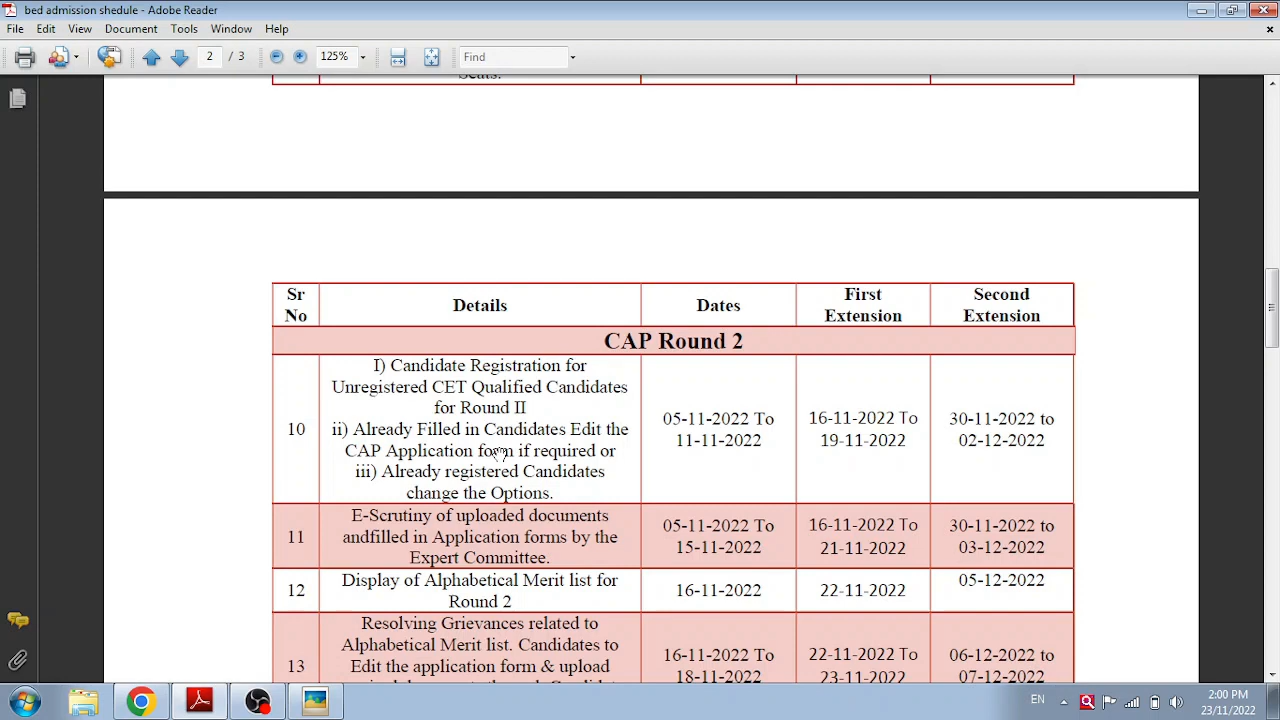 bed admission shedule - Adobe Reader
File Edit View Document Tools Window Help
2 / 3 125% Find
Seats.
Sr No Details Dates First Extension Second Extension
CAP Round 2
10
I) Candidate Registration for
Unregistered CET Qualified Candidates
for Round II
ii) Already Filled in Candidates Edit the
CAP Application form if required or
iii) Already registered Candidates
change the Options.
05-11-2022 To
11-11-2022
16-11-2022 To
19-11-2022
30-11-2022 to
02-12-2022
11
E-Scrutiny of uploaded documents
andfilled in Application forms by the
Expert Committee.
05-11-2022 To
15-11-2022
16-11-2022 To
21-11-2022
30-11-2022 to
03-12-2022
12
Display of Alphabetical Merit list for
Round 2
16-11-2022
22-11-2022
05-12-2022
13
Resolving Grievances related to
Alphabetical Merit list. Candidates to
Edit the application form & upload
16-11-2022 To
18-11-2022
22-11-2022 To
23-11-2022
06-12-2022 to
07-12-2022
EN
2:00 PM
23/11/2022